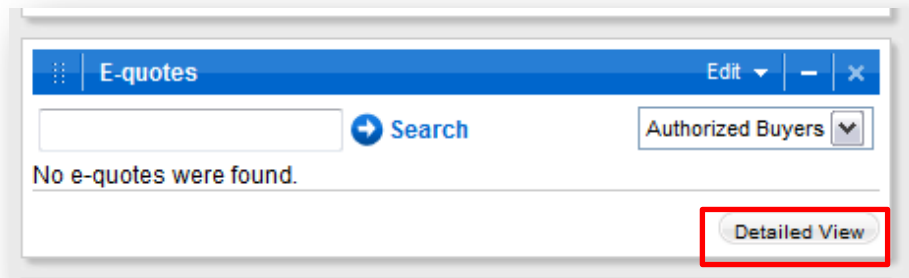 E-quotes Edit
Search Authorized Buyers
No e-quotes were found.
Detailed View